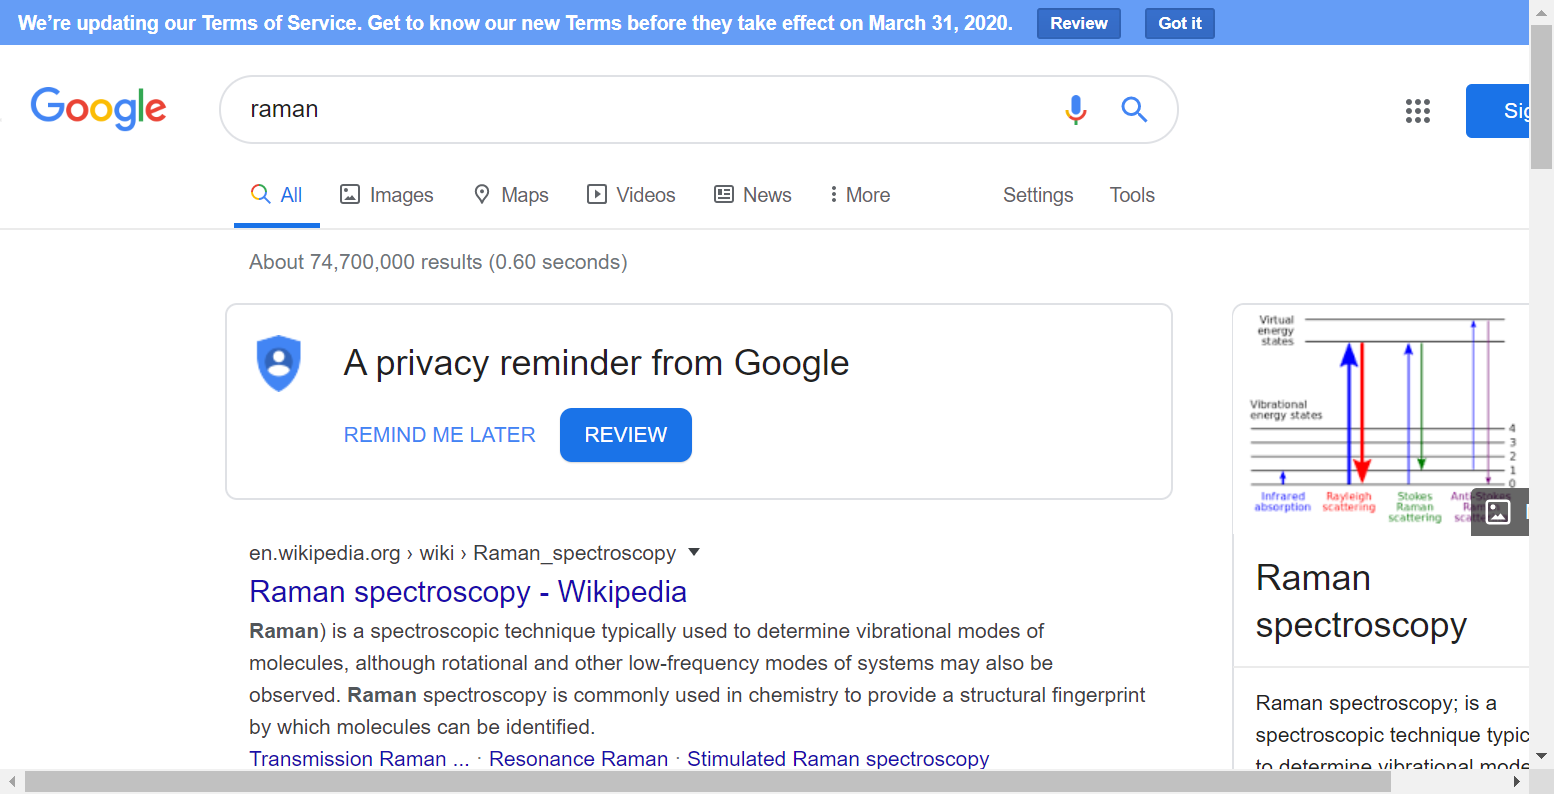 We're updating our Terms of Service. Get to know our new Terms before they take effect on March 31, 2020. Review Got it
Google
raman
Sig
All Images Maps Videos News More Settings Tools
About 74,700,000 results (0.60 seconds)
A privacy reminder from Google
REMIND ME LATER REVIEW
en.wikipedia.org › wiki › Raman_spectroscopy
Raman spectroscopy - Wikipedia
Raman) is a spectroscopic technique typically used to determine vibrational modes of
molecules, although rotational and other low-frequency modes of systems may also be
observed. Raman spectroscopy is commonly used in chemistry to provide a structural fingerprint
by which molecules can be identified.
Transmission Raman ... · Resonance Raman · Stimulated Raman spectroscopy
Virtual
energy
states
Vibrational
energy states
4
3
2
1
0
Infrared
absorption
Rayleigh
scattering
Stokes
Raman
scattering
Anti-Stokes
Raman
Raman
spectroscopy
Raman spectroscopy; is a
spectroscopic technique typic
to determine vibrational mode